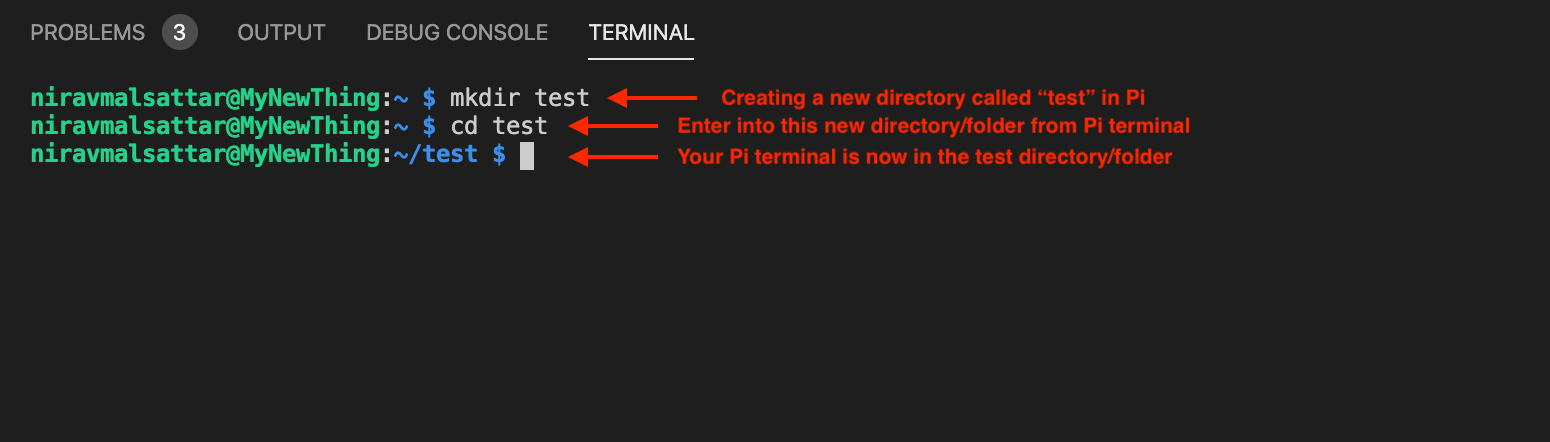 PROBLEMS 3 OUTPUT DEBUG CONSOLE TERMINAL
niravmalsattar@MyNewThing:~ $ mkdir test Creating a new directory called “test” in Pi
niravmalsattar@MyNewThing:~ $ cd test Enter into this new directory/folder from Pi terminal
niravmalsattar@MyNewThing:~/test $ Your Pi terminal is now in the test directory/folder